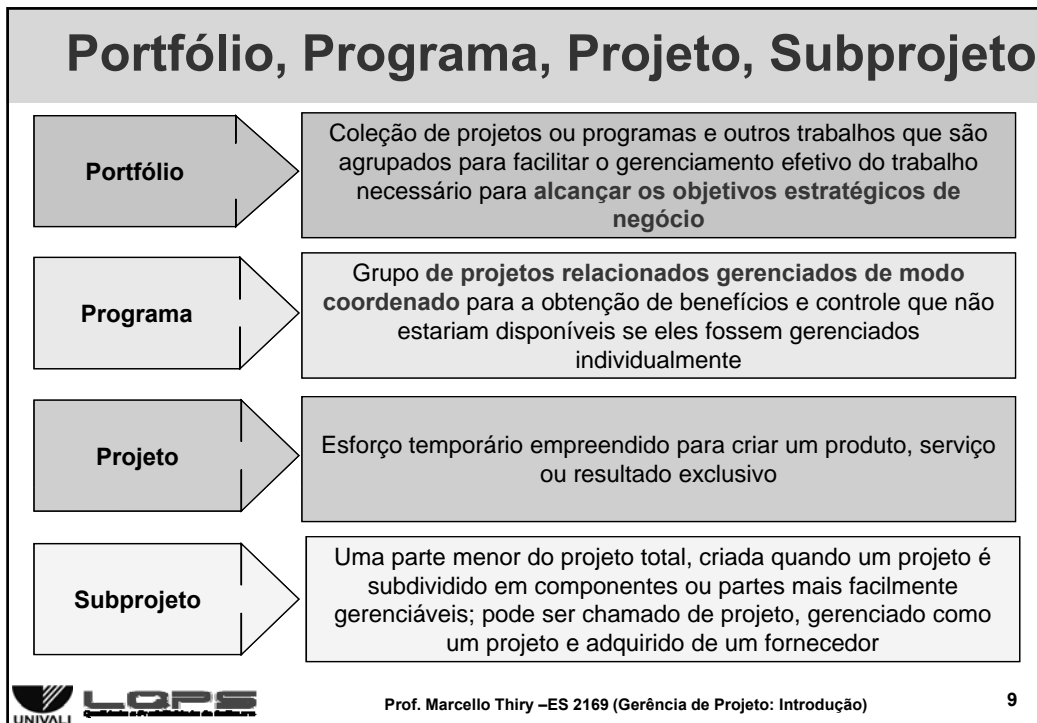 Portfólio, Programa, Projeto, Subprojeto
Portfólio
Coleção de projetos ou programas e outros trabalhos que são
agrupados para facilitar o gerenciamento efetivo do trabalho
necessário para alcançar os objetivos estratégicos de
negócio
Programa
Grupo de projetos relacionados gerenciados de modo
coordenado para a obtenção de benefícios e controle que não
estariam disponíveis se eles fossem gerenciados
individualmente
Projeto
Esforço temporário empreendido para criar um produto, serviço
ou resultado exclusivo
Subprojeto
Uma parte menor do projeto total, criada quando um projeto é
subdividido em componentes ou partes mais facilmente
gerenciáveis; pode ser chamado de projeto, gerenciado como
um projeto e adquirido de um fornecedor
UNIVALI
LQPS
Prof. Marcello Thiry –ES 2169 (Gerência de Projeto: Introdução)
9